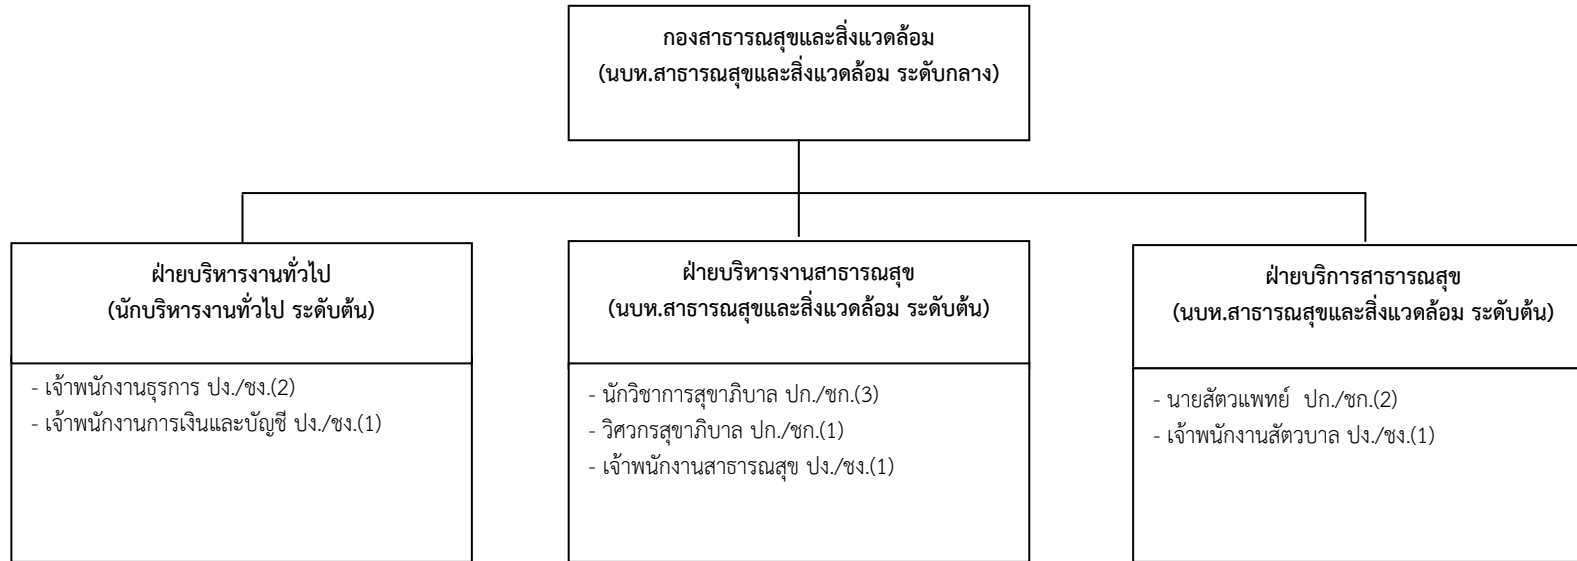 กองสาธารณสุขและสิ่งแวดล้อม
(นบห.สาธารณสุขและสิ่งแวดล้อม ระดับกลาง)
ฝ่ายบริหารงานทั่วไป
(นักบริหารงานทั่วไป ระดับต้น)
- เจ้าพนักงานธุรการ ปง./ชง.(2)
- เจ้าพนักงานการเงินและบัญชี ปง./ชง.(1)
ฝ่ายบริหารงานสาธารณสุข
(นบห.สาธารณสุขและสิ่งแวดล้อม ระดับต้น)
- นักวิชาการสุขาภิบาล ปก./ชก.(3)
- วิศวกรสุขาภิบาล ปก./ชก.(1)
- เจ้าพนักงานสาธารณสุข ปง./ชง.(1)
ฝ่ายบริการสาธารณสุข
(นบห.สาธารณสุขและสิ่งแวดล้อม ระดับต้น)
- นายสัตวแพทย์  ปก./ชก.(2)
- เจ้าพนักงานสัตวบาล ปง./ชง.(1)